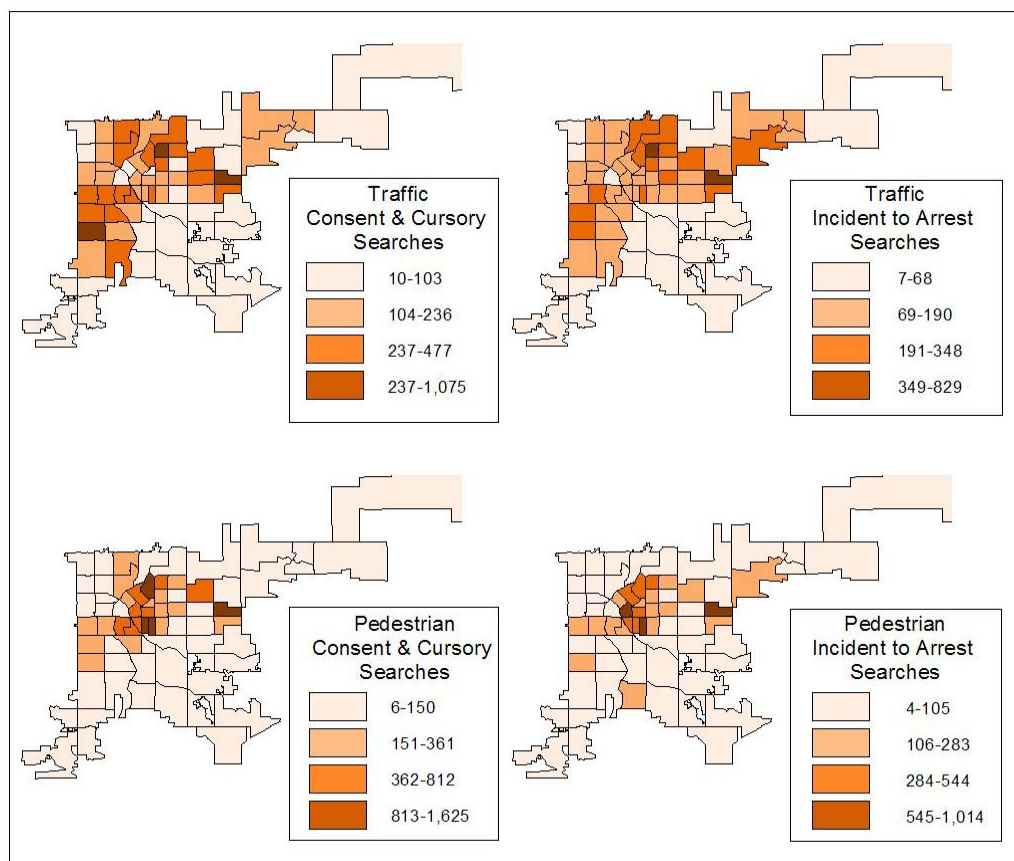 Traffic
Consent & Cursory
Searches
10-103
104-236
237-477
237-1,075
Traffic
Incident to Arrest
Searches
7-68
69-190
191-348
349-829
Pedestrian
Consent & Cursory
Searches
6-150
151-361
362-812
813-1,625
Pedestrian
Incident to Arrest
Searches
4-105
106-283
284-544
545-1,014